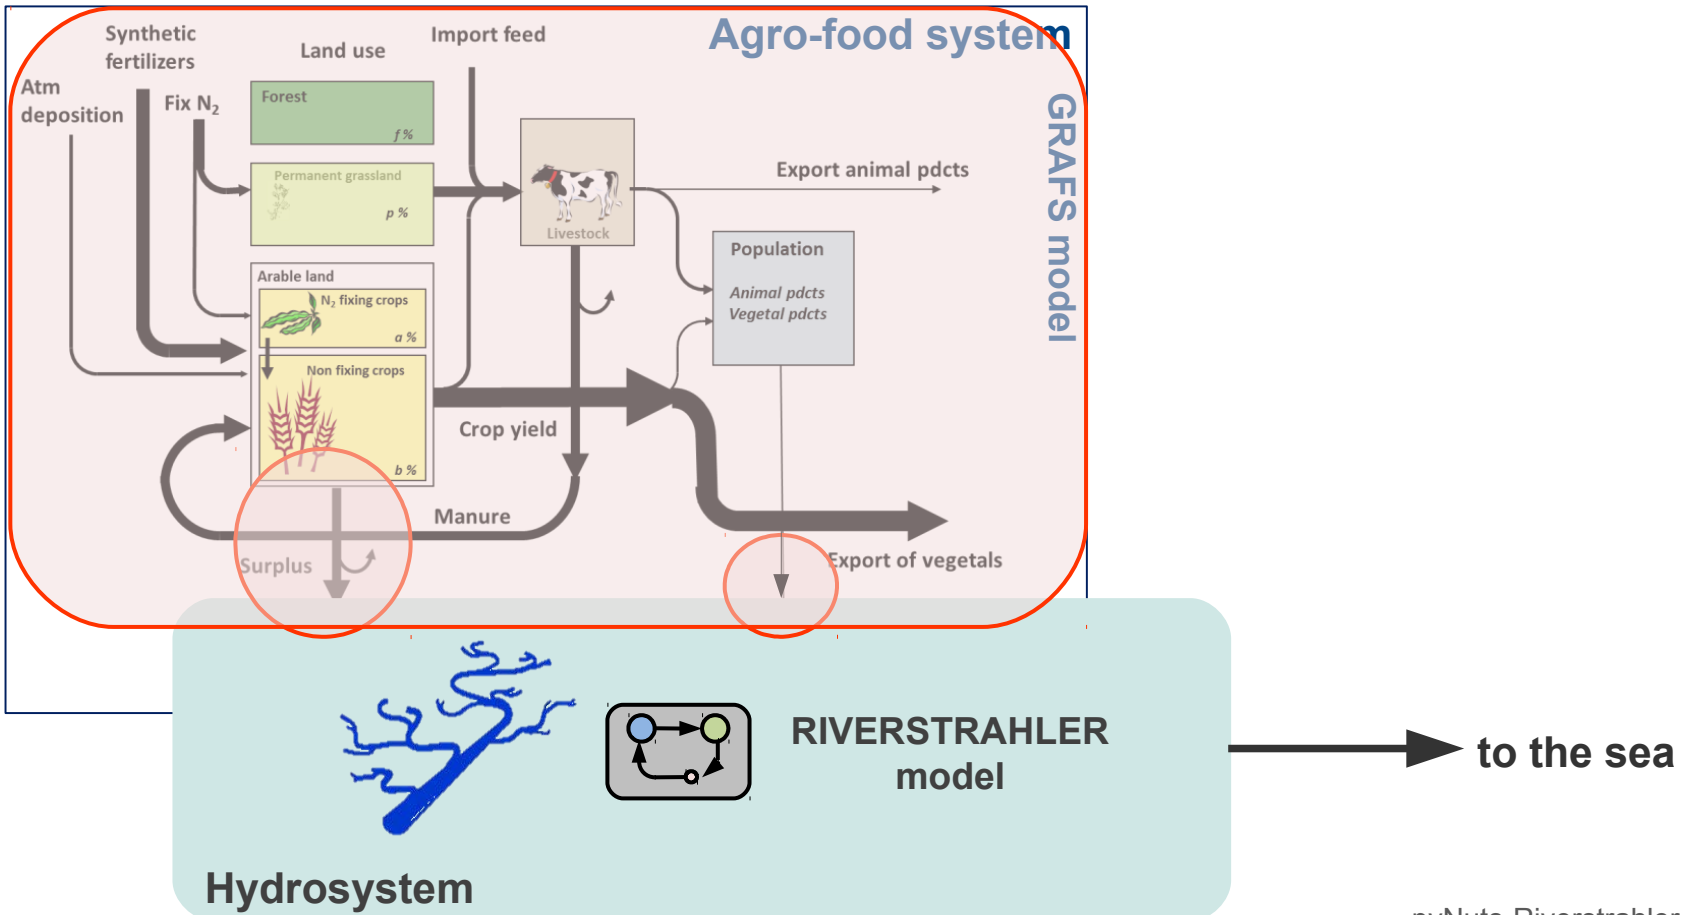 Agro-food system
GRAFS model
Synthetic
fertilizers
Land use
Import feed
Atm
deposition
Fix N₂
Forest
f %
Permanent grassland
p %
Livestock
Export animal pdcts
Population
Animal pdcts
Vegetal pdcts
Arable land
N₂ fixing crops
a %
Non fixing crops
b %
Crop yield
Manure
Surplus
Export of vegetals
RIVERSTRAHLER
model
to the sea
Hydrosystem